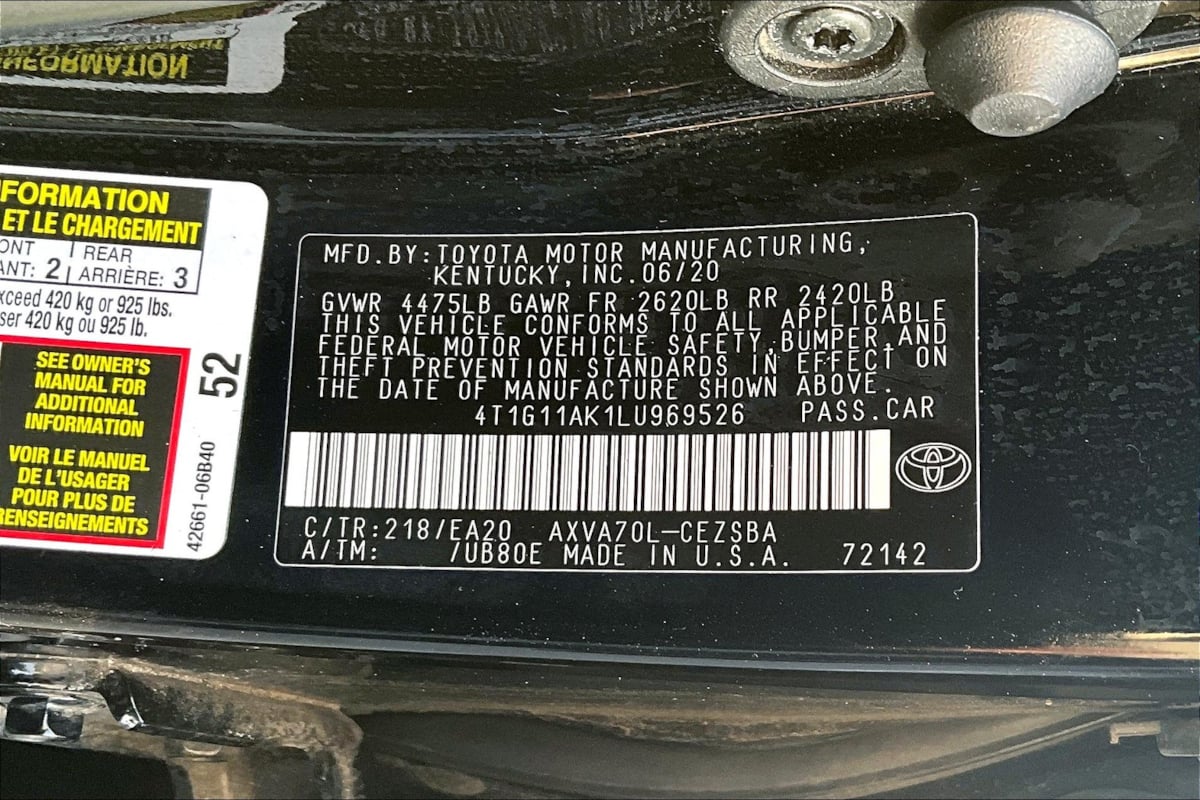 INFORMATION
FORMATION
ET LE CHARGEMENT
REAR
ANT: 2 ARRIÈRE: 3
exceed 420 kg or 925 lbs.
ser 420 kg ou 925 lb.
SEE OWNER'S
MANUAL FOR
ADDITIONAL
INFORMATION
VOIR LE MANUEL
DE L'USAGER
POUR PLUS DE
RENSEIGNEMENTS
52
42661-06B40
MFD. BY: TOYOTA MOTOR MANUFACTURING,
KENTUCKY, INC. 06/20
GVWR 4475LB GAWR FR 2620LB RR 2420LB
THIS VEHICLE CONFORMS TO ALL APPLICABLE
FEDERAL MOTOR VEHICLE SAFETY, BUMPER, AND
THEFT PREVENTION STANDARDS IN EFFECT ON
THE DATE OF MANUFACTURE SHOWN ABOVE.
4T1G11AK1LU969526 PASS. CAR
C/TR: 218/EA20 AXVA70L-CEZSBA
A/TM: /UB80E MADE IN U.S.A. 72142